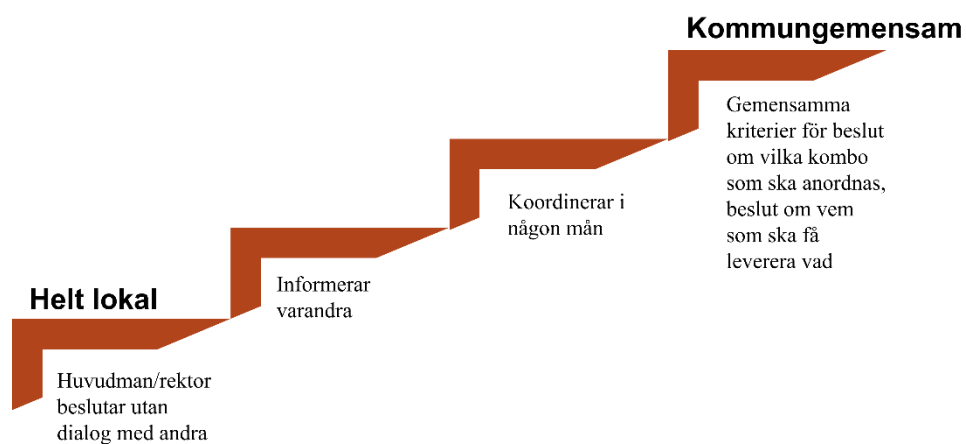 Helt lokal
Huvudman/rektor
beslutar utan
dialog med andra
Informerar
varandra
Koordinerar i
någon mån
Kommungemensam
Gemensamma
kriterier för beslut
om vilka kombo
som ska anordnas,
beslut om vem
som ska få
leverera vad